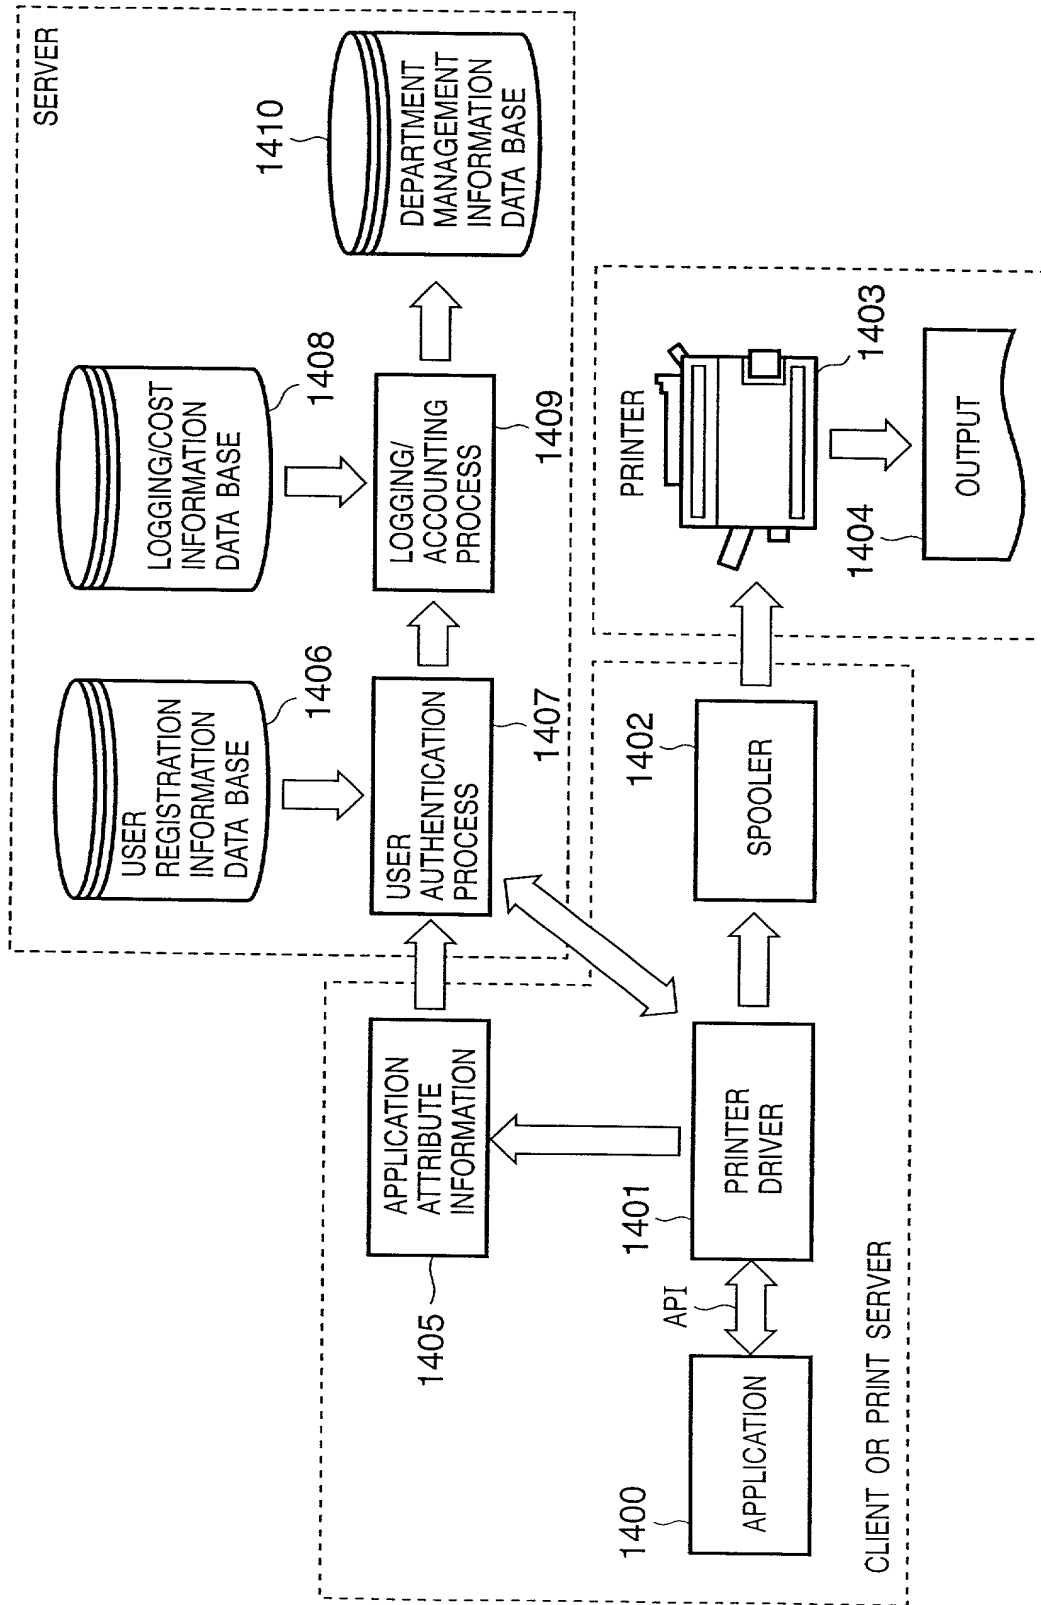 SERVER
USER
REGISTRATION
INFORMATION
DATA BASE
1406
LOGGING/COST
INFORMATION
DATA BASE
1408
1410
DEPARTMENT
MANAGEMENT
INFORMATION
DATA BASE
1405
APPLICATION
ATTRIBUTE
INFORMATION
USER
AUTHENTICATION
PROCESS
1407
LOGGING/
ACCOUNTING
PROCESS
1409
1400
APPLICATION
API
1401
PRINTER
DRIVER
1402
SPOOLER
PRINTER
1403
1404
OUTPUT
CLIENT OR PRINT SERVER